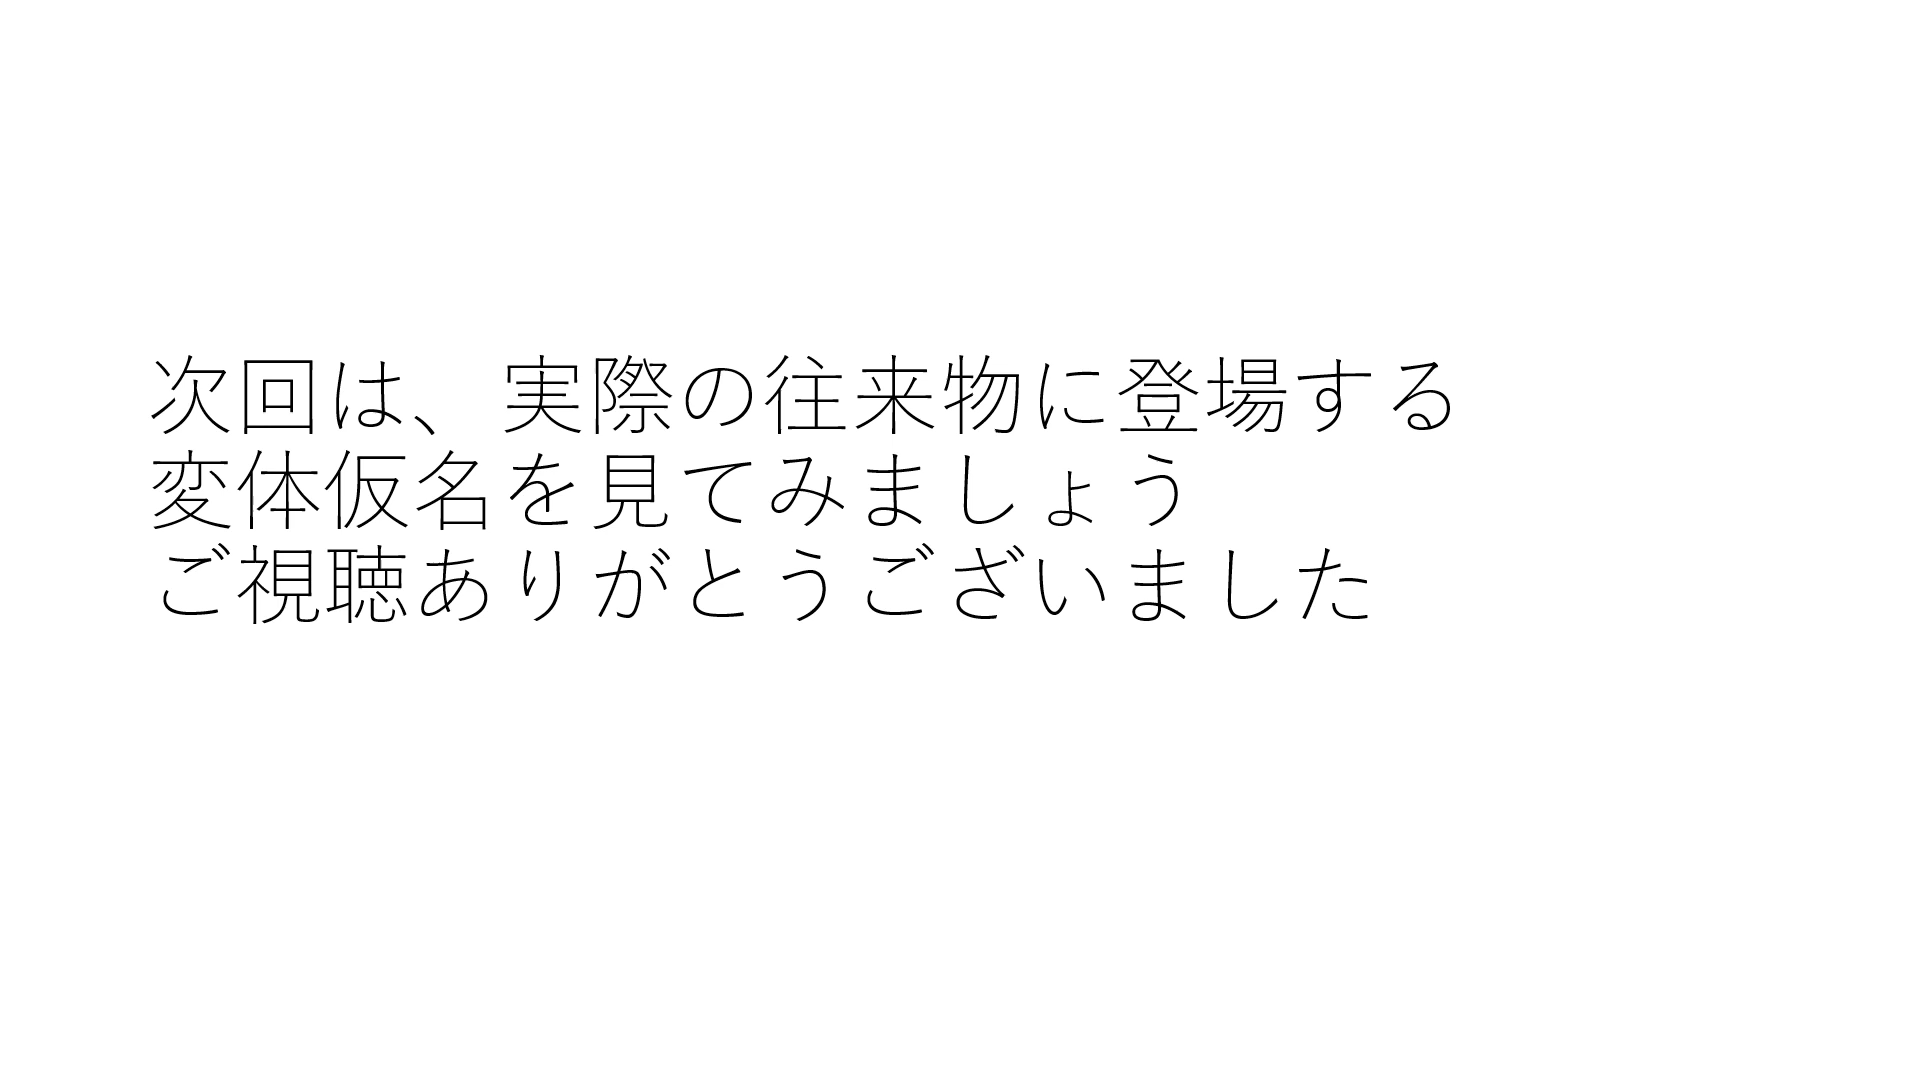 次回は、実際の往来物に登場する
変体仮名を見てみましょう
ご視聴ありがとうございました